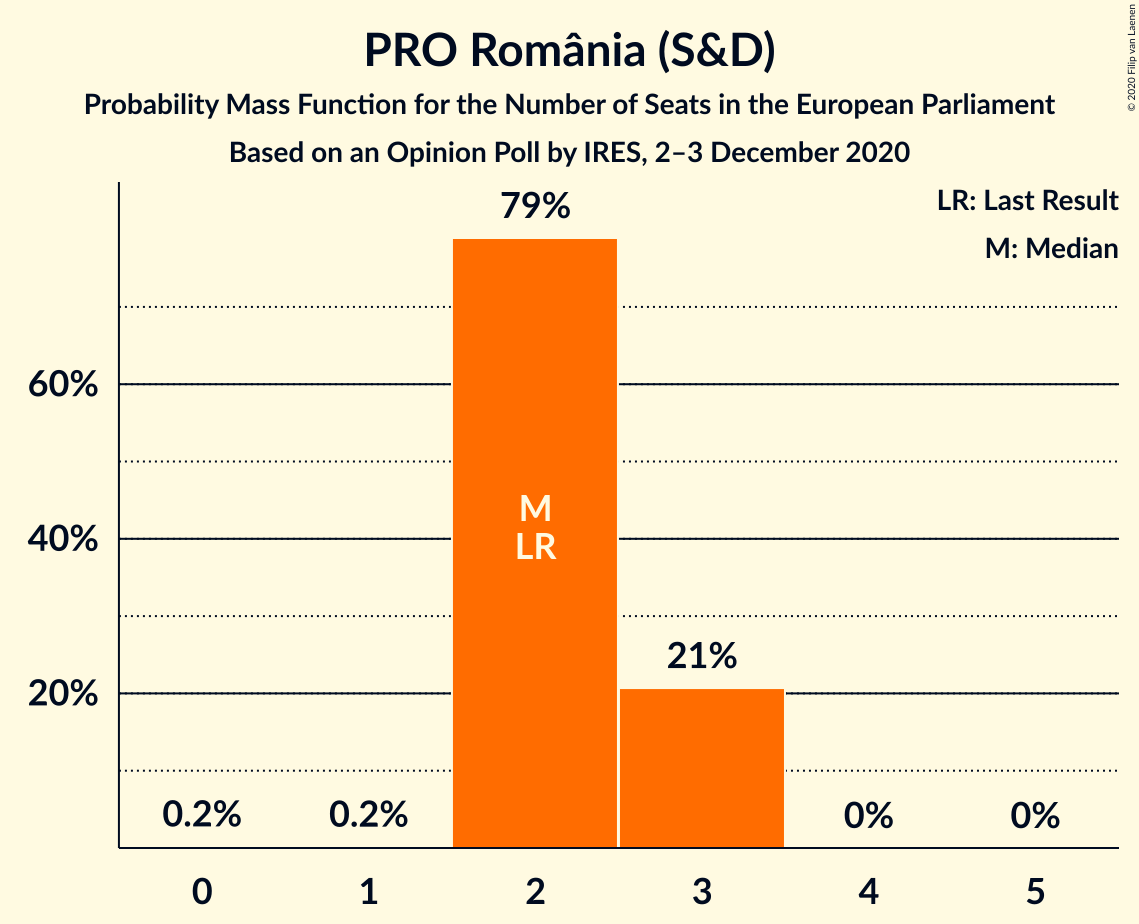 PRO România (S&D)
Probability Mass Function for the Number of Seats in the European Parliament
Based on an Opinion Poll by IRES, 2–3 December 2020
© 2020 Filip van Laenen
LR: Last Result
M: Median
79%
60%
M
40%
LR
21%
20%
0.2% 0.2% 0% 0%
0 1 2 3 4 5